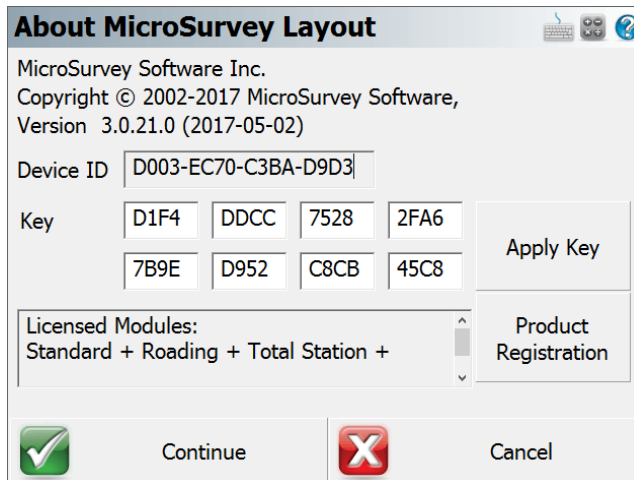 About MicroSurvey Layout
MicroSurvey Software Inc.
Copyright © 2002-2017 MicroSurvey Software,
Version 3.0.21.0 (2017-05-02)
Device ID D003-EC70-C3BA-D9D3
Key D1F4 DDCC 7528 2FA6
7B9E D952 C8CB 45C8
Apply Key
Licensed Modules:
Standard + Roading + Total Station +
Product
Registration
Continue
Cancel